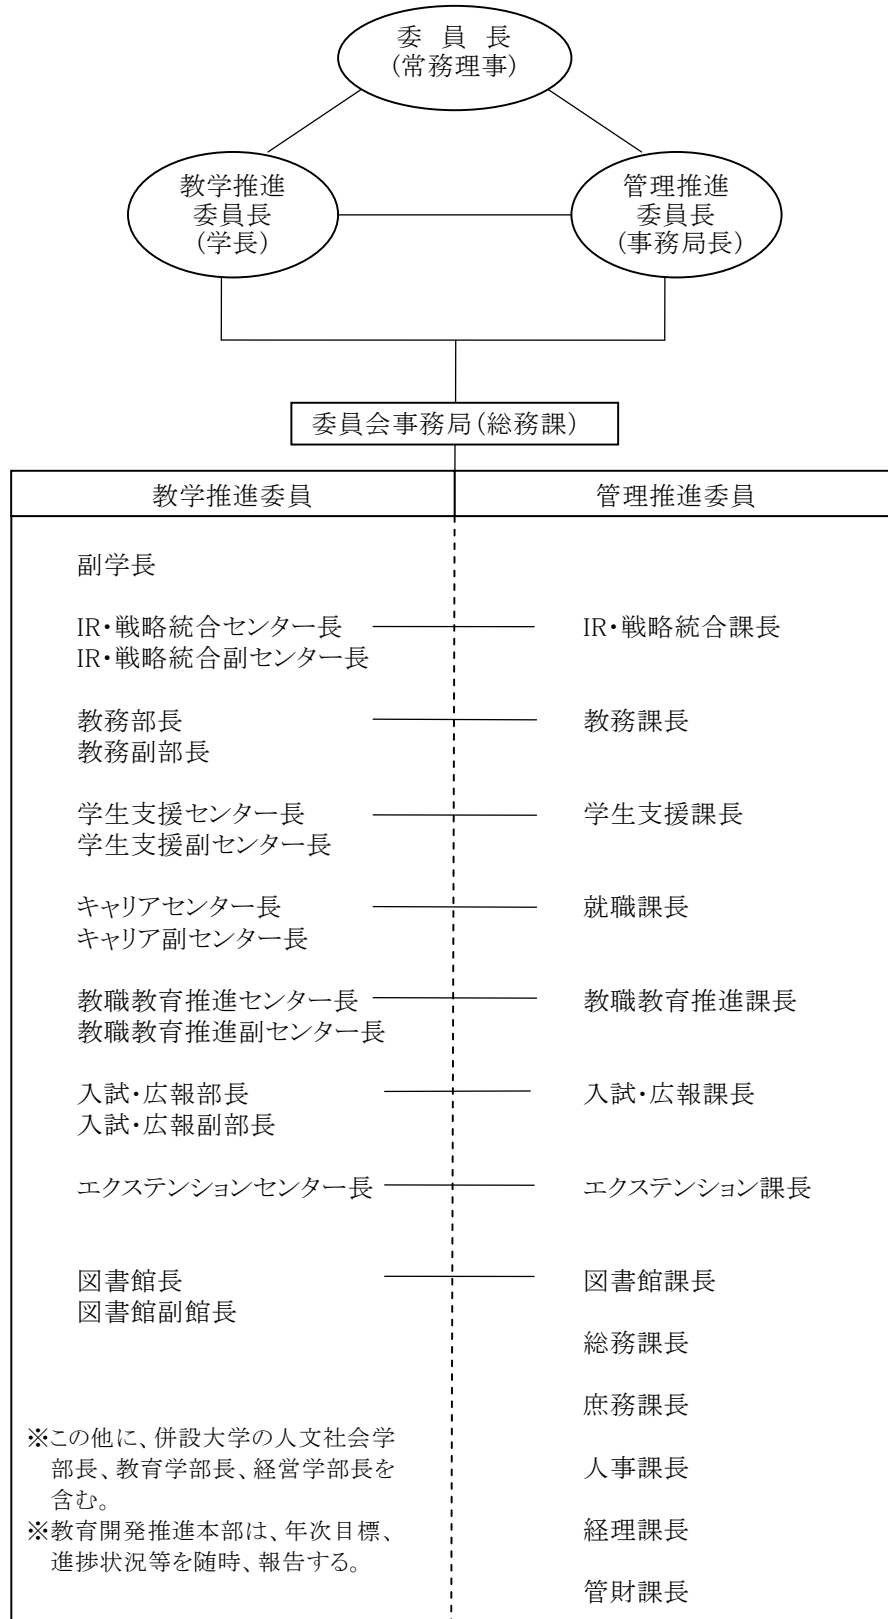 委 員 長
(常務理事)
教学推進
委員長
(学長)
管理推進
委員長
(事務局長)
委員会事務局(総務課)
教学推進委員
管理推進委員
副学長
IR・戦略統合センター長
IR・戦略統合課長
IR・戦略統合副センター長
教務部長
教務課長
教務副部長
学生支援センター長
学生支援課長
学生支援副センター長
キャリアセンター長
就職課長
キャリア副センター長
教職教育推進センター長
教職教育推進課長
教職教育推進副センター長
入試・広報部長
入試・広報課長
入試・広報副部長
エクステンションセンター長
エクステンション課長
図書館長
図書館課長
図書館副館長
総務課長
庶務課長
人事課長
経理課長
管財課長
※この他に、併設大学の人文社会学
部長、教育学部長、経営学部長を
含む。
※教育開発推進本部は、年次目標、
進捗状況等を随時、報告する。